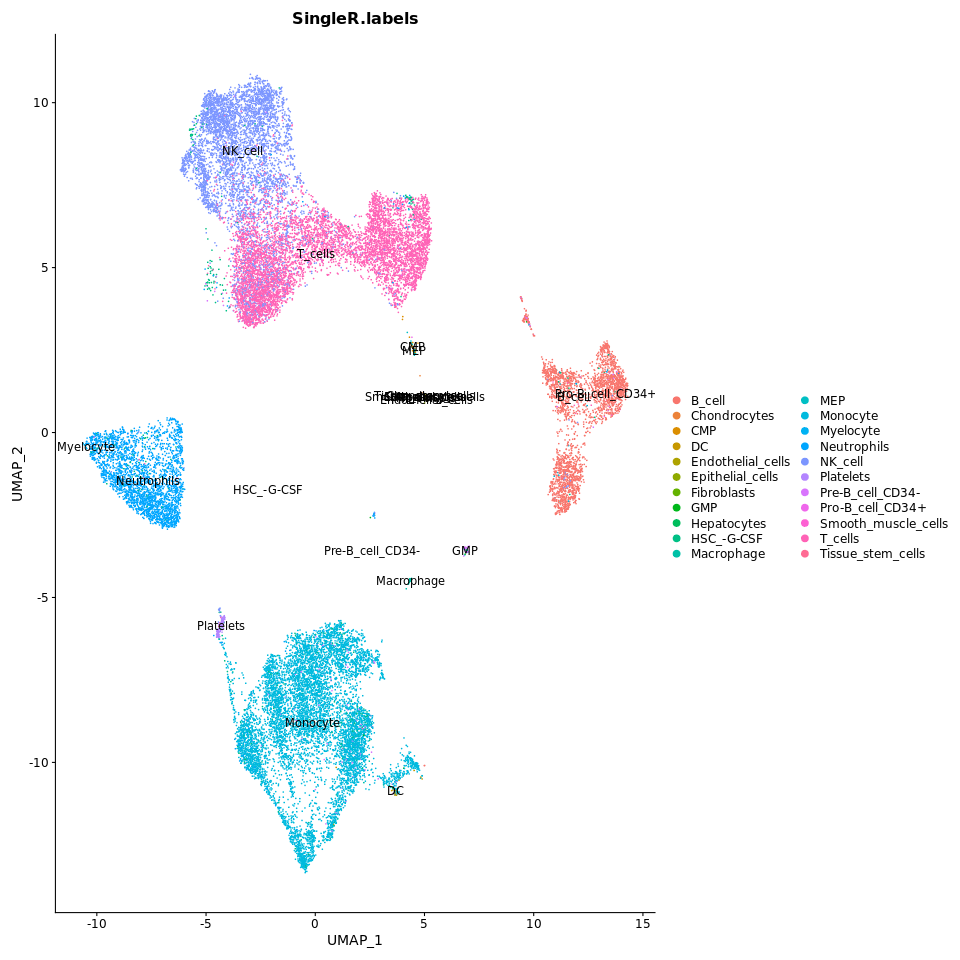 SingleR.labels
10
NK_cell
T_cells
5
CMP
MEP
Pro-B_cell_CD34+
B_cell
0
Myelocyte
Neutrophils
HSC_-G-CSF
Pre-B_cell_CD34-
GMP
Macrophage
-5
Platelets
Monocyte
-10
DC
-10
-5
0
5
10
15
UMAP_1
UMAP_2
B_cell
Chondrocytes
CMP
DC
Endothelial_cells
Epithelial_cells
Fibroblasts
GMP
Hepatocytes
HSC_-G-CSF
Macrophage
MEP
Monocyte
Myelocyte
Neutrophils
NK_cell
Platelets
Pre-B_cell_CD34-
Pro-B_cell_CD34+
Smooth_muscle_cells
T_cells
Tissue_stem_cells